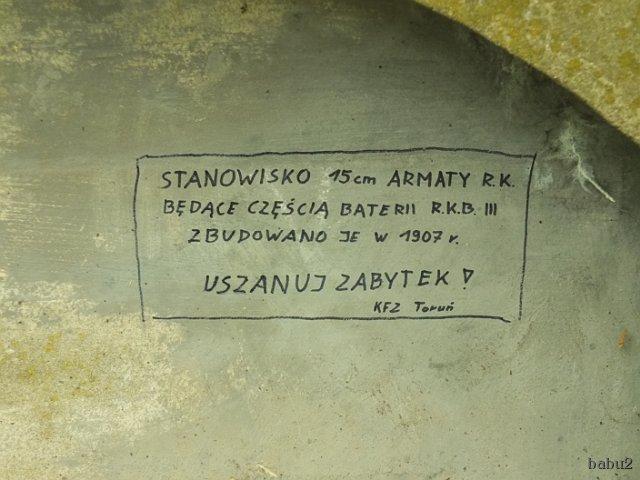 STANOWISKO 15cm ARMATY R.K.
BĘDĄCE CZĘŚCIĄ BATERII R.K.B. III
ZBUDOWANO JE W 1907 r.
USZANUJ ZABYTEK !
KFZ Toruń
babu2